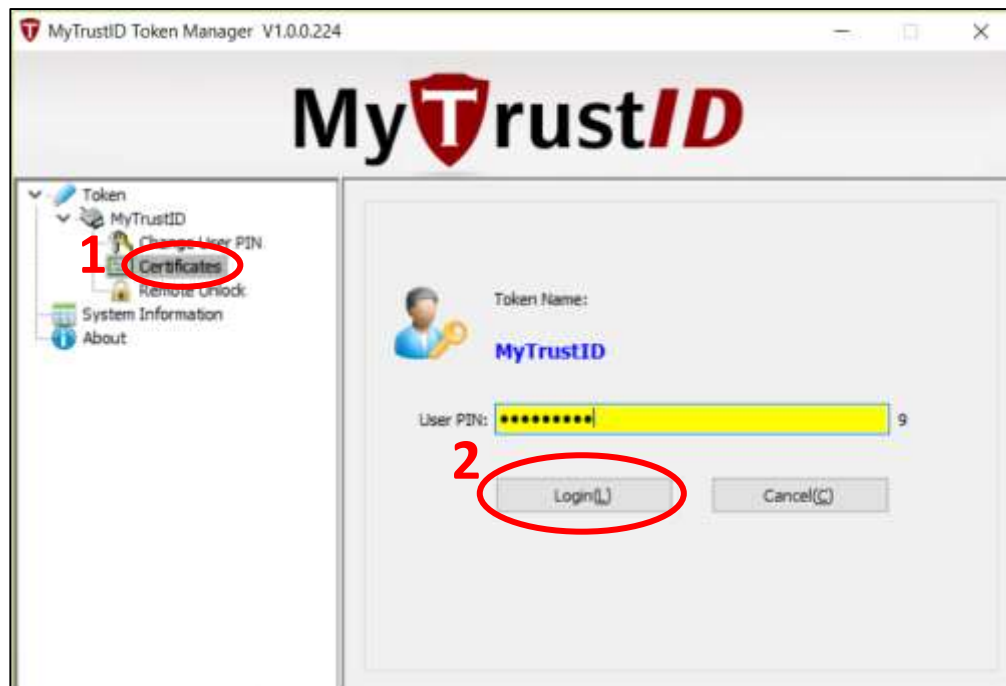 MyTrustID Token Manager V1.0.0.224
MyTrustID
Token
MyTrustID
Change User PIN
1
Certificates
Remote Unlock
System Information
About
Token Name:
MyTrustID
User PIN: ●●●●●●●●● 9
2
Login(L) Cancel(C)